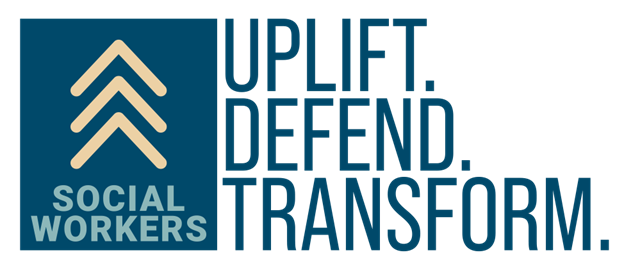 SOCIAL
WORKERS
UPLIFT.
DEFEND.
TRANSFORM.